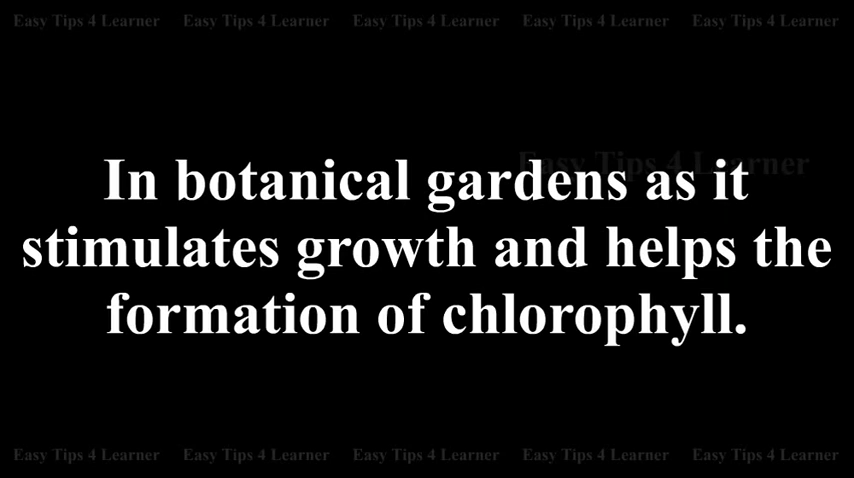 Easy Tips 4 Learner Easy Tips 4 Learner Easy Tips 4 Learner Easy Tips 4 Learner Easy Tips 4 Learner
Easy Tips 4 Learner
In botanical gardens as it
stimulates growth and helps the
formation of chlorophyll.
Easy Tips 4 Learner Easy Tips 4 Learner Easy Tips 4 Learner Easy Tips 4 Learner Easy Tips 4 Learner